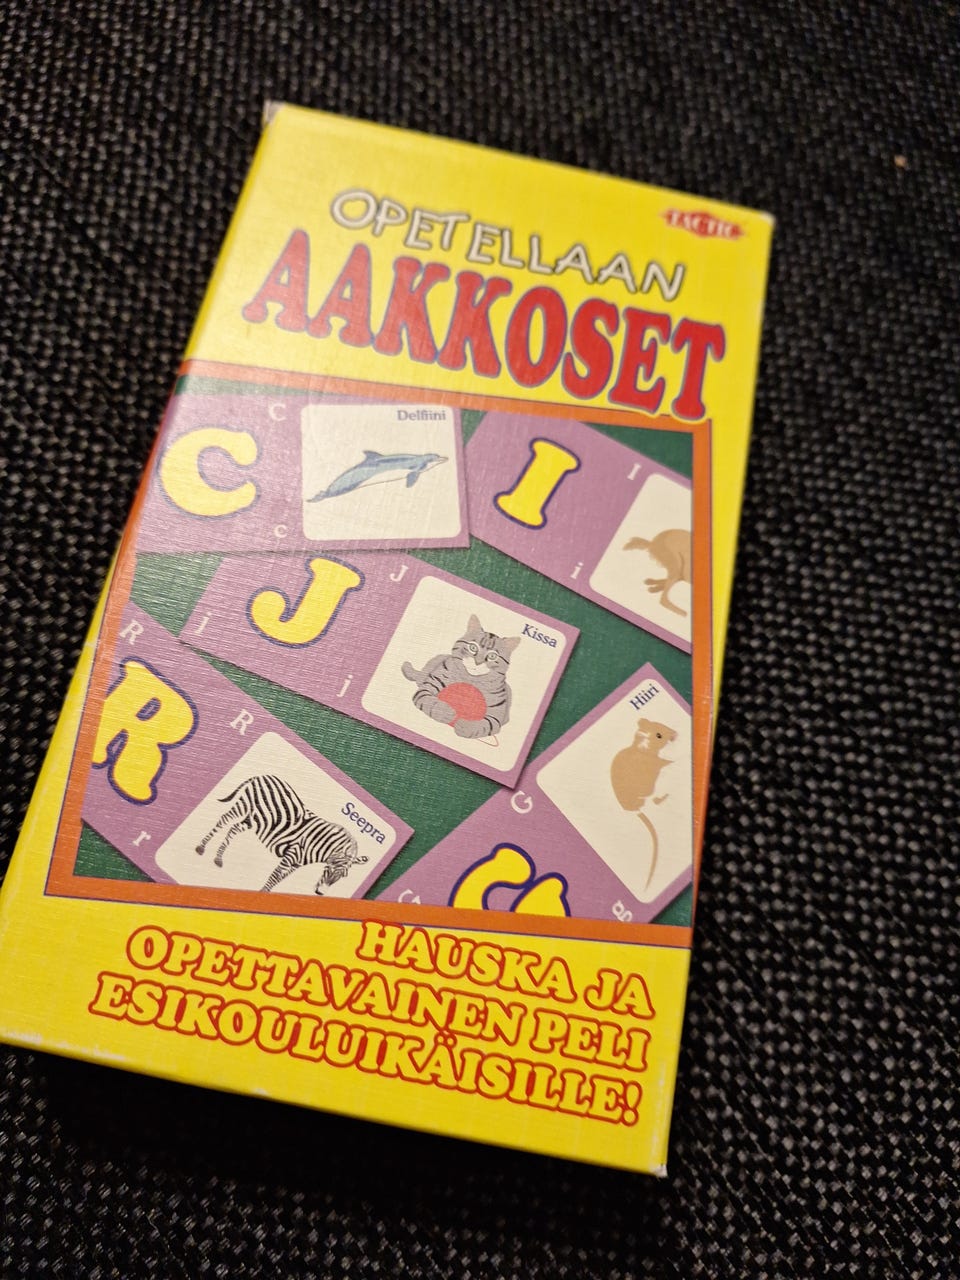 TACTIC
OPETELLAAN
AAKKOSET
C
C
c
Delfiini
I
I
i
J
J
j
j
Kissa
R
R
R
r
Seepra
Hiiri
G
G
g
HAUSKA JA
OPETTAVAINEN PELI
ESIKOULUIKÄISILLE!